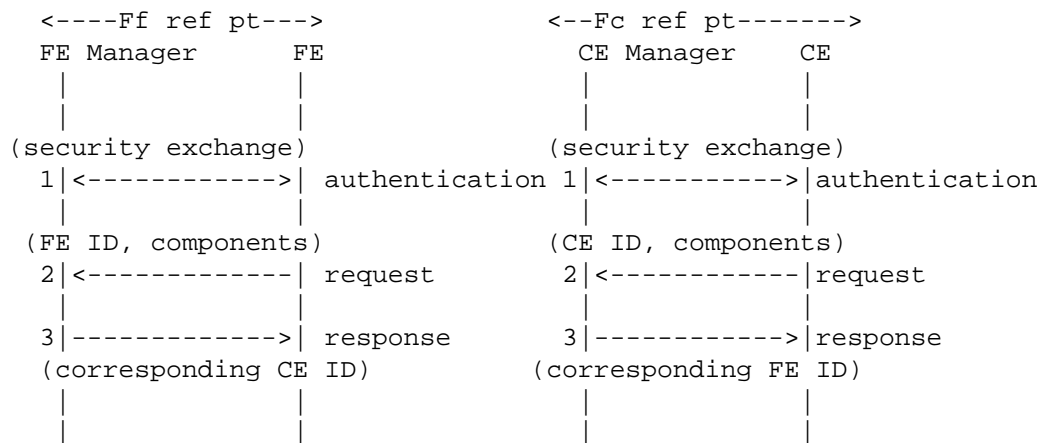 <----Ff ref pt--->              <--Fc ref pt------->
FE Manager      FE                CE Manager    CE
 |              |                 |             |
 |              |                 |             |
(security exchange)               (security exchange)
1|<------------>| authentication 1|<----------->|authentication
 |              |                 |             |
(FE ID, components)               (CE ID, components)
2|<-------------| request        2|<------------|request
 |              |                 |             |
3|------------->| response       3|------------>|response
(corresponding CE ID)            (corresponding FE ID)
 |              |                 |             |
 |              |                 |             |